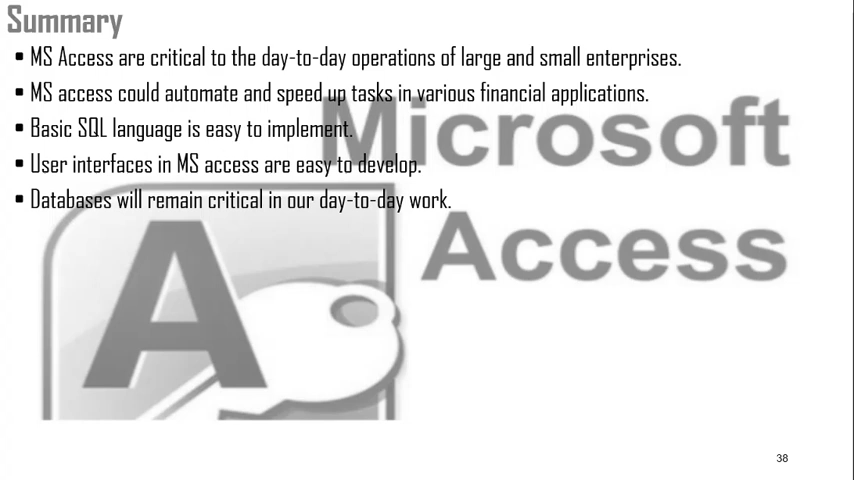 Summary
• MS Access are critical to the day-to-day operations of large and small enterprises.
• MS access could automate and speed up tasks in various financial applications.
• Basic SQL language is easy to implement.
• User interfaces in MS access are easy to develop.
• Databases will remain critical in our day-to-day work.
Microsoft
Access
A
38